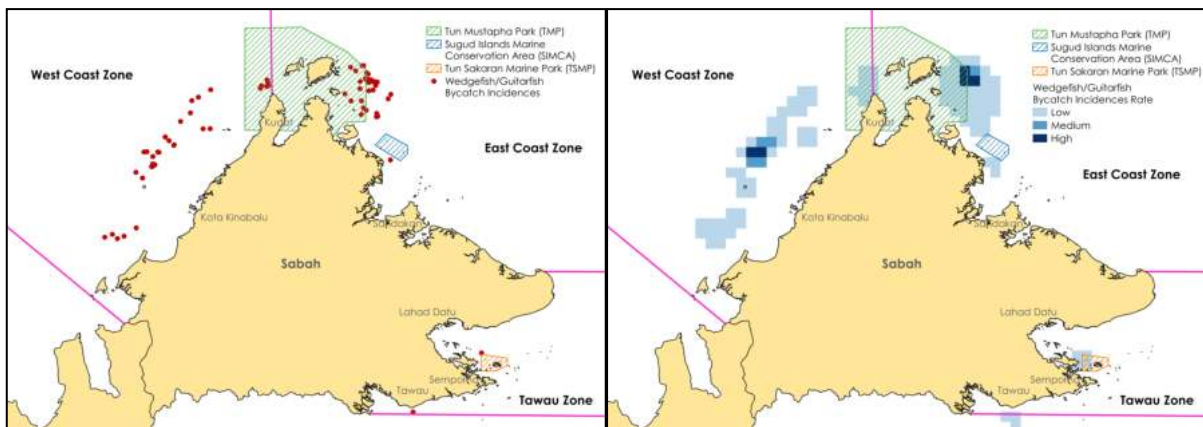 Tun Mustapha Park (TMP)
Sugud Islands Marine
Conservation Area (SIMCA)
Tun Sakaran Marine Park (TSMP)
Wedgefish/Guitarfish
Bycatch Incidences
West Coast Zone
Kudat
East Coast Zone
Kota Kinabalu
Sandakan
Sabah
Lahad Datu
Semporna
Tawau
Tawau Zone
Tun Mustapha Park (TMP)
Sugud Islands Marine
Conservation Area (SIMCA)
Tun Sakaran Marine Park (TSMP)
Wedgefish/Guitarfish
Bycatch Incidences Rate
Low
Medium
High
West Coast Zone
Kudat
East Coast Zone
Kota Kinabalu
Sandakan
Sabah
Lahad Datu
Semporna
Tawau
Tawau Zone